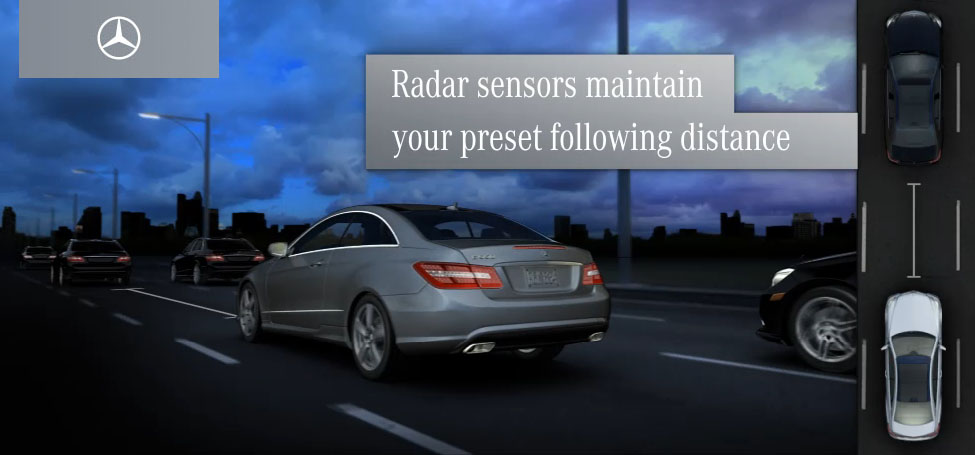 Radar sensors maintain
your preset following distance